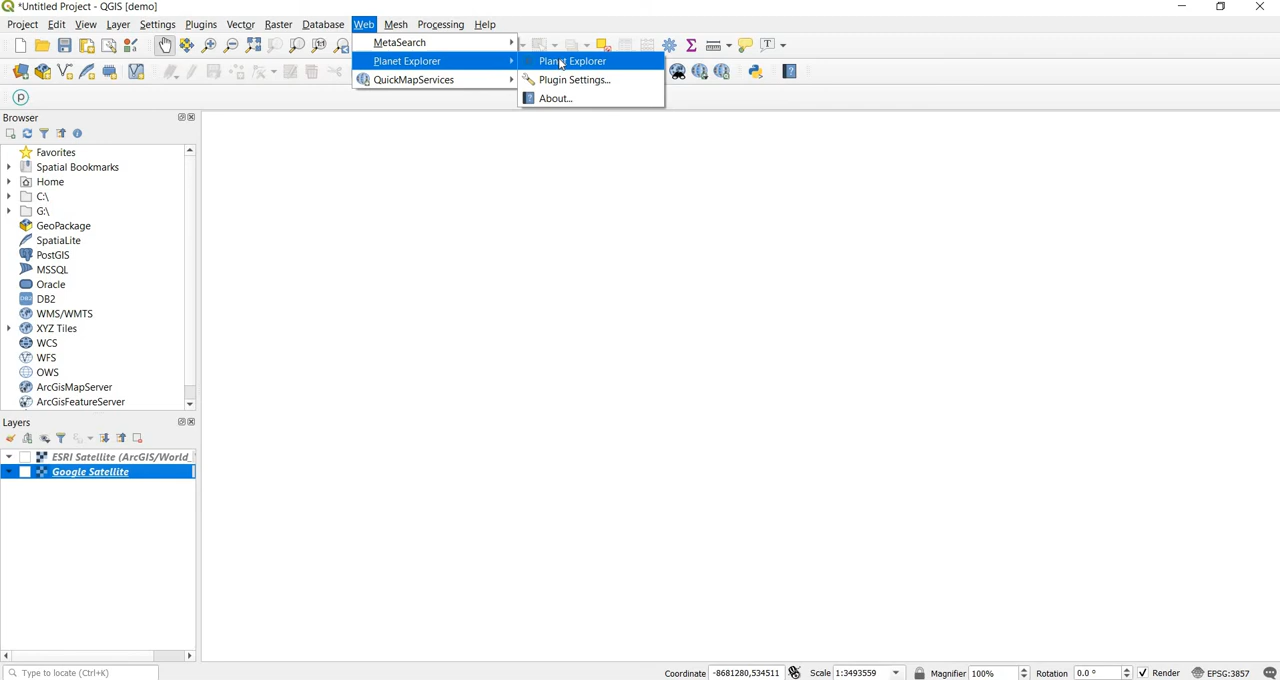 *Untitled Project - QGIS [demo]
Project Edit View Layer Settings Plugins Vector Raster Database Web Mesh Processing Help
MetaSearch
Planet Explorer
QuickMapServices
Planet Explorer
Plugin Settings...
About...
Browser
Favorites
Spatial Bookmarks
Home
C:\
G:\
GeoPackage
SpatiaLite
PostGIS
MSSQL
Oracle
DB2
WMS/WMTS
XYZ Tiles
WCS
WFS
OWS
ArcGisMapServer
ArcGisFeatureServer
Layers
ESRI Satellite (ArcGIS/World_
Google Satellite
Type to locate (Ctrl+K)
Coordinate -8681280,534511 Scale 1:3493559 Magnifier 100% Rotation 0.0 ° Render EPSG:3857